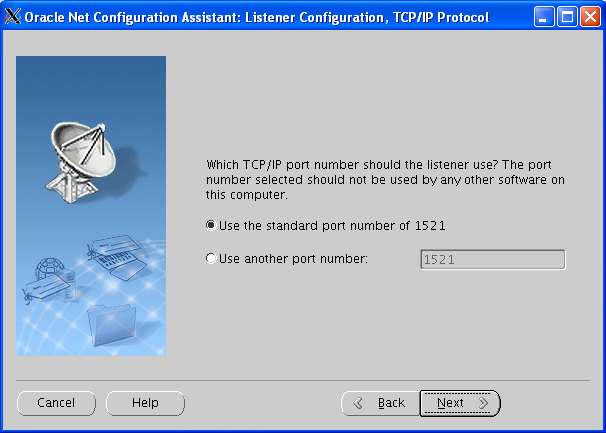 Oracle Net Configuration Assistant: Listener Configuration, TCP/IP Protocol
Which TCP/IP port number should the listener use? The port
number selected should not be used by any other software on
this computer.
Use the standard port number of 1521
Use another port number:
1521
Cancel
Help
Back
Next